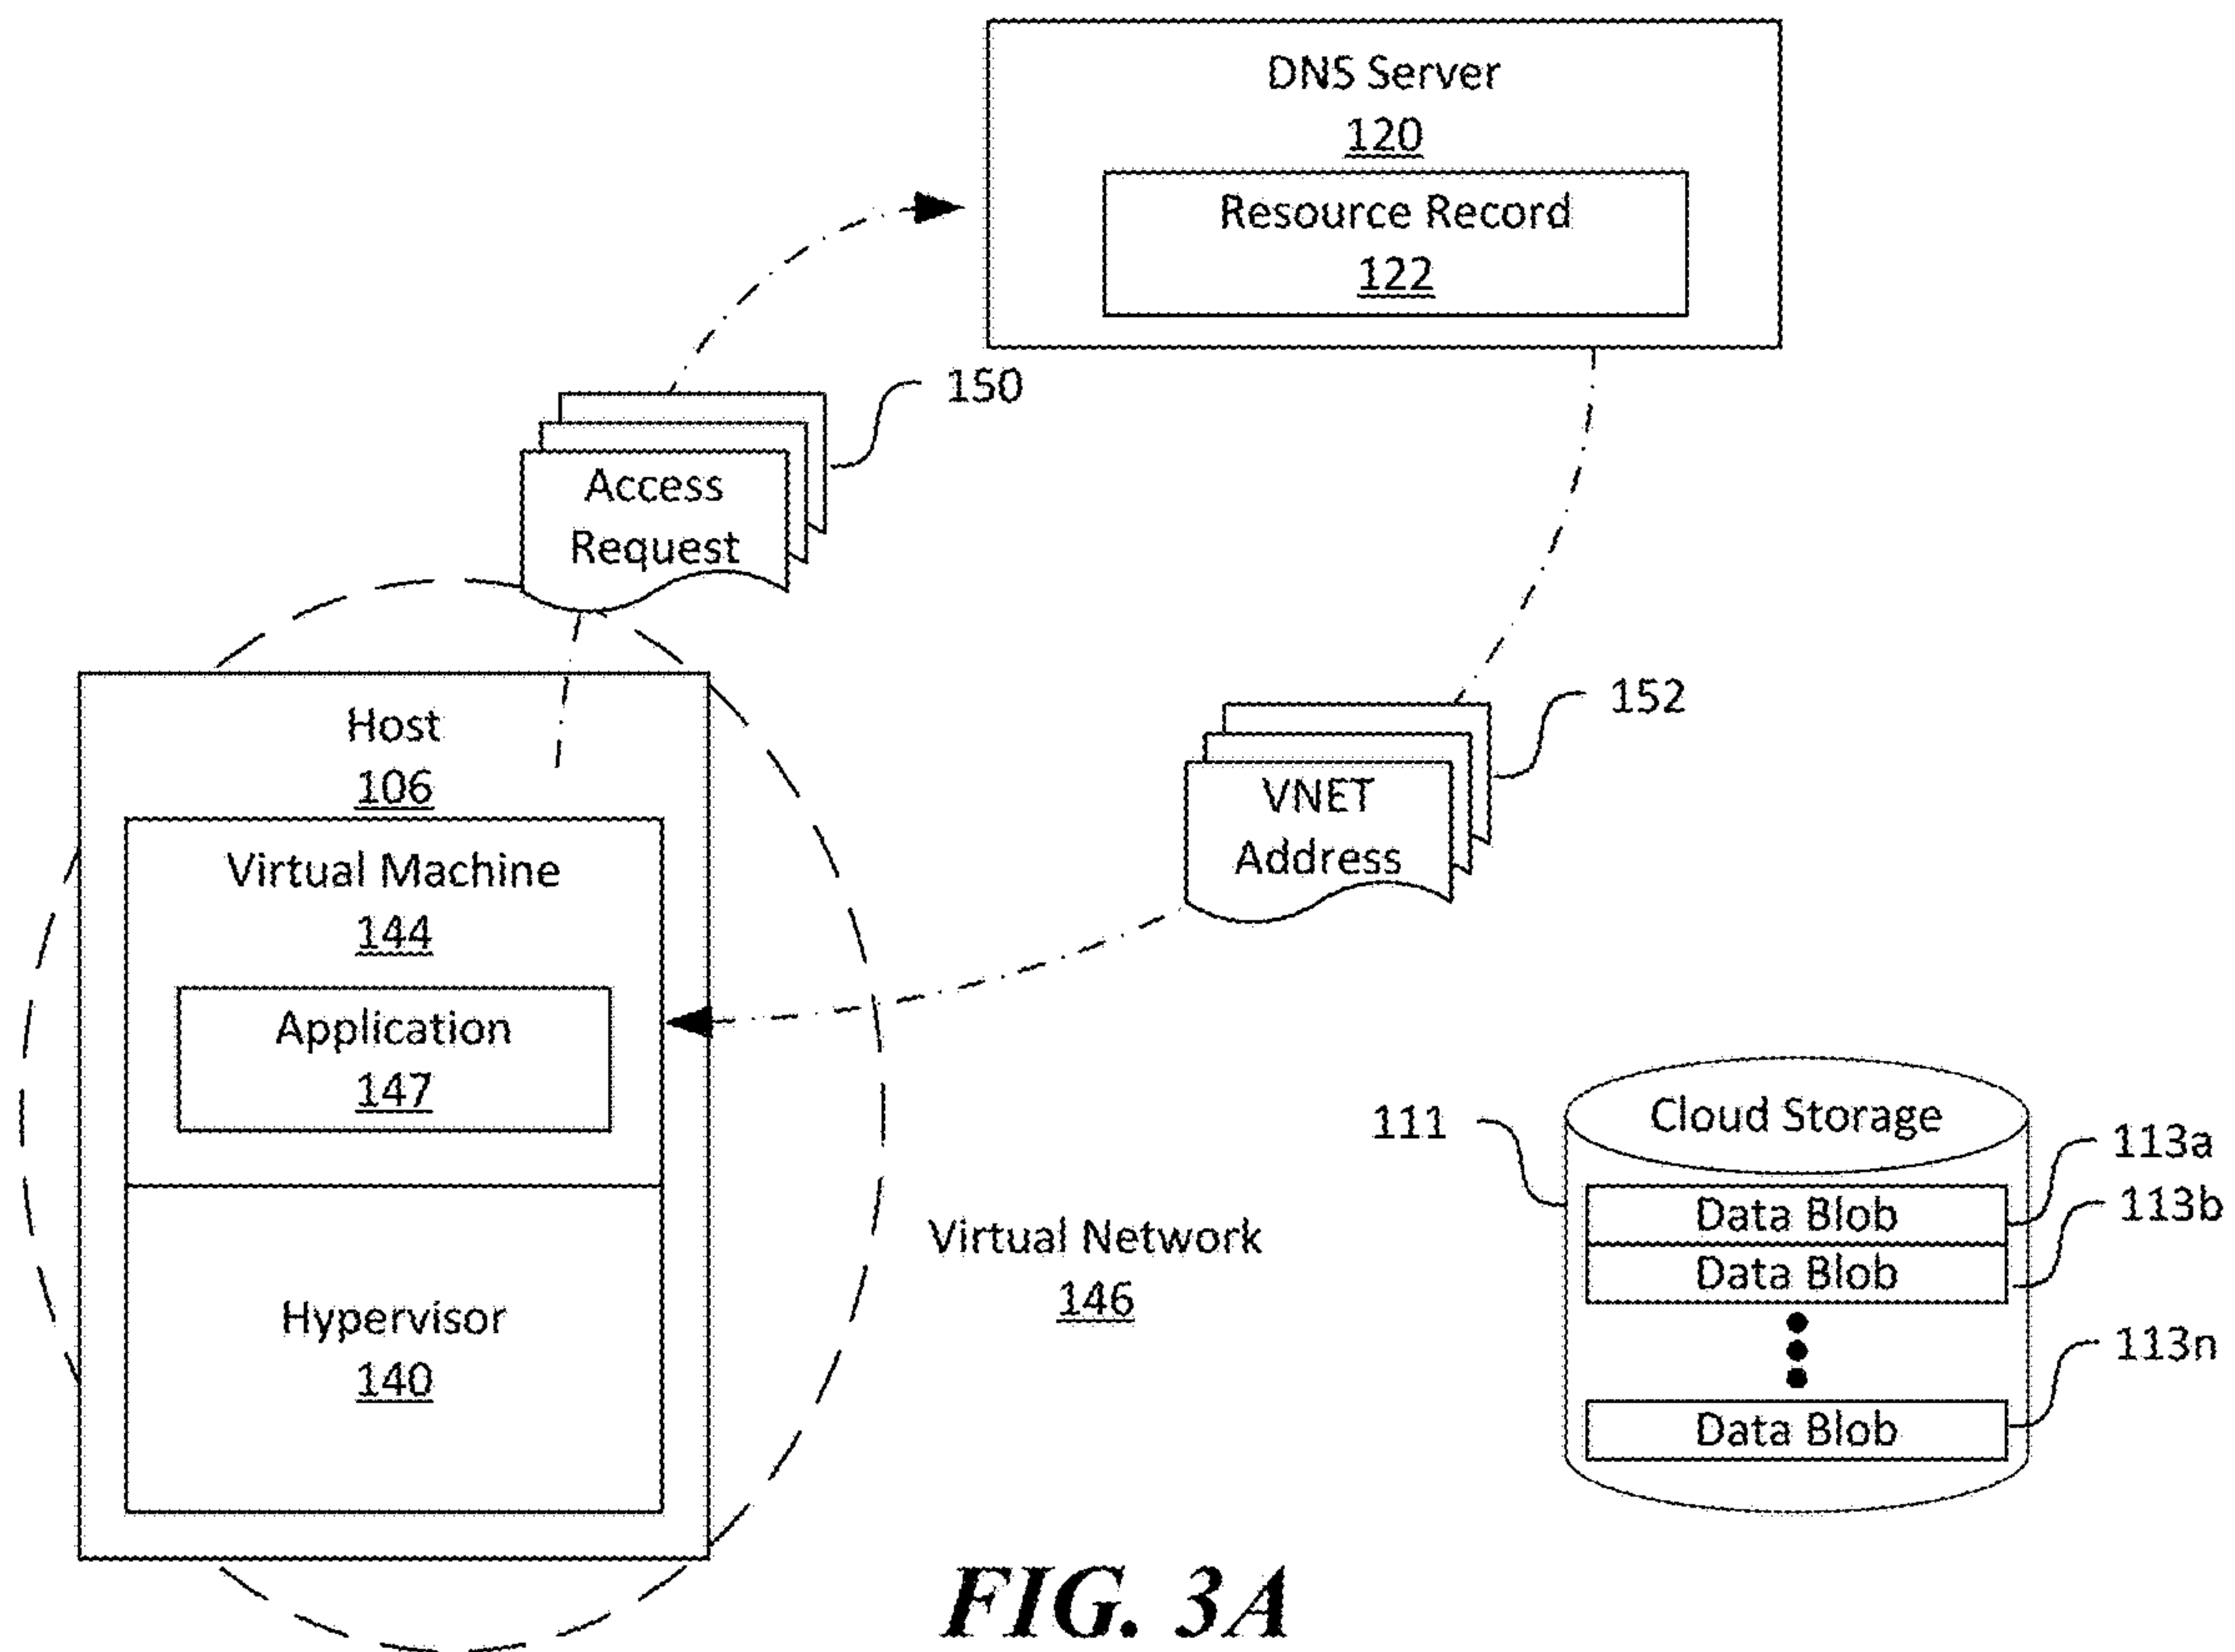 DNS Server
120
Resource Record
122
150
Access
Request
152
VNET
Address
Host
106
Virtual Machine
144
Application
147
Hypervisor
140
Virtual Network
146
111
Cloud Storage
113a
Data Blob
113b
Data Blob
113n
Data Blob
FIG. 3A